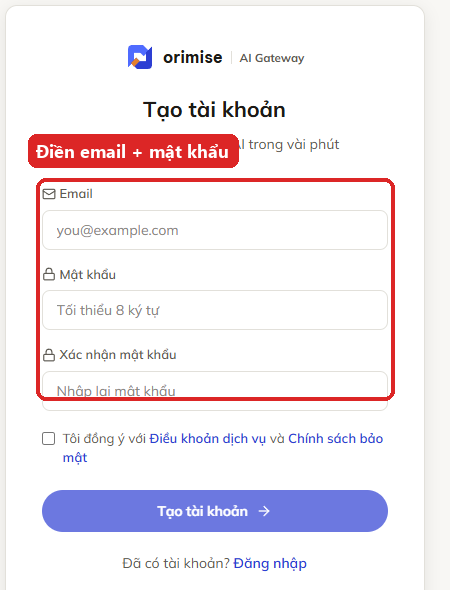 orimise AI Gateway
Tạo tài khoản
Điền email + mật khẩu
trong vài phút
Email
you@example.com
Mật khẩu
Tối thiểu 8 ký tự
Xác nhận mật khẩu
Nhập lại mật khẩu
Tôi đồng ý với Điều khoản dịch vụ và Chính sách bảo
mật
Tạo tài khoản →
Đã có tài khoản? Đăng nhập